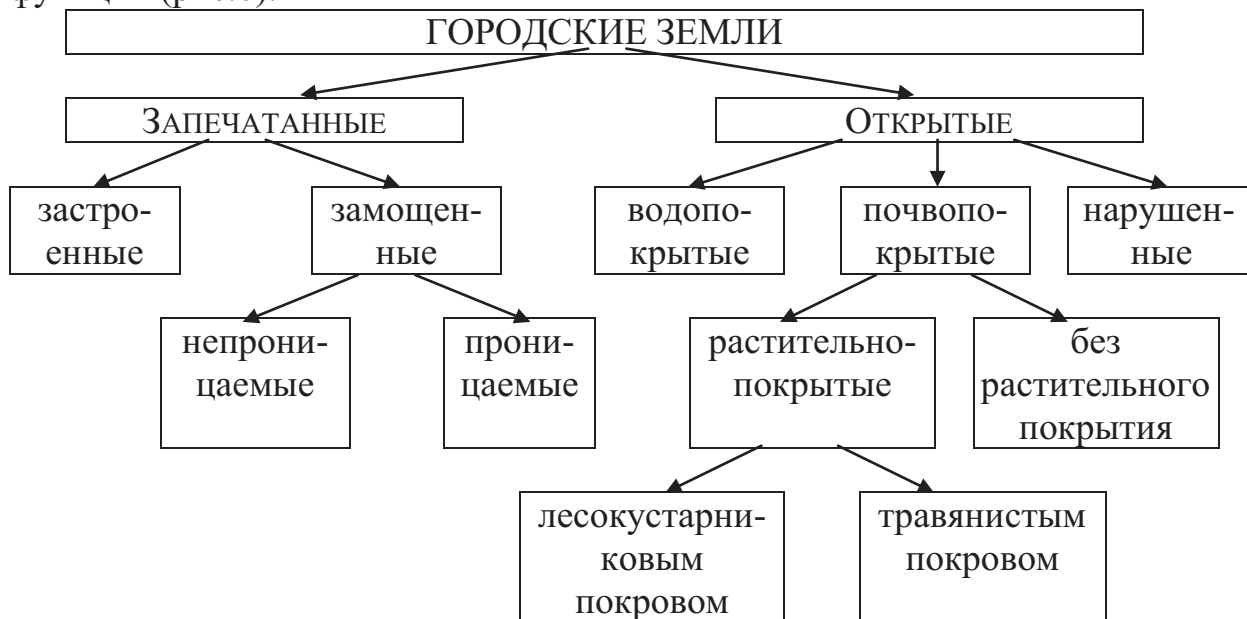 ГОРОДСКИЕ ЗЕМЛИ
ЗАПЕЧАТАННЫЕ
ОТКРЫТЫЕ
застро-
енные
замощен-
ные
водопо-
крытые
почвопо-
крытые
нарушен-
ные
непрони-
цаемые
прони-
цаемые
растительно-
покрытые
без
растительного
покрытия
лесокустарни-
ковым
покровом
травянистым
покровом